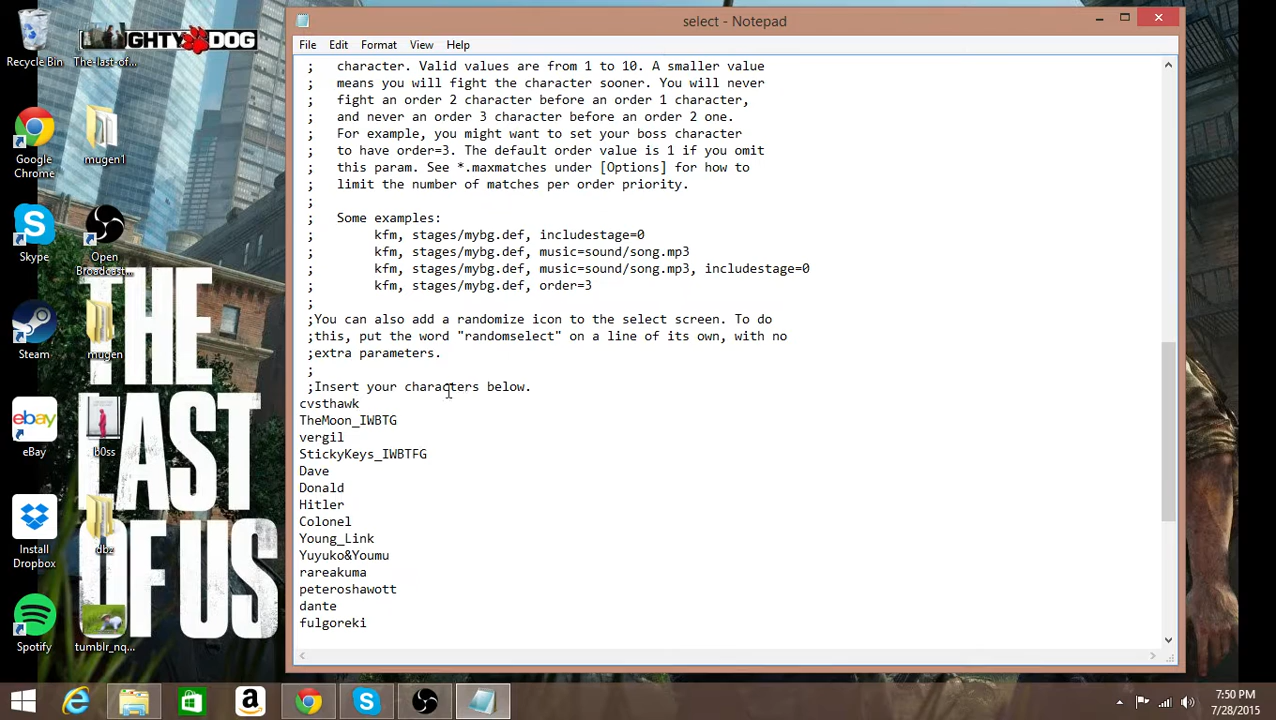 select - Notepad
File Edit Format View Help
; character. Valid values are from 1 to 10. A smaller value
; means you will fight the character sooner. You will never
; fight an order 2 character before an order 1 character,
; and never an order 3 character before an order 2 one.
; For example, you might want to set your boss character
; to have order=3. The default order value is 1 if you omit
; this param. See *.maxmatches under [Options] for how to
; limit the number of matches per order priority.
;
; Some examples:
; kfm, stages/mybg.def, includestage=0
; kfm, stages/mybg.def, music=sound/song.mp3
; kfm, stages/mybg.def, music=sound/song.mp3, includestage=0
; kfm, stages/mybg.def, order=3
;
;You can also add a randomize icon to the select screen. To do
;this, put the word "randomselect" on a line of its own, with no
;extra parameters.
;
;Insert your characters below.
cvsthawk
TheMoon_IWBTG
vergil
StickyKeys_IWBTFG
Dave
Donald
Hitler
Colonel
Young_Link
Yuyuko&Youmu
rareakuma
peteroshawott
dante
fulgoreki
Recycle Bin
The-last-of...
Google
Chrome
mugen1
Skype
Open
Broadcast...
Steam
mugen
eBay
b0ss
Install
Dropbox
dbz
Spotify
tumblr_nq...
GHTY DOG
THE
LAST
OF US
ebay
7:50 PM
7/28/2015